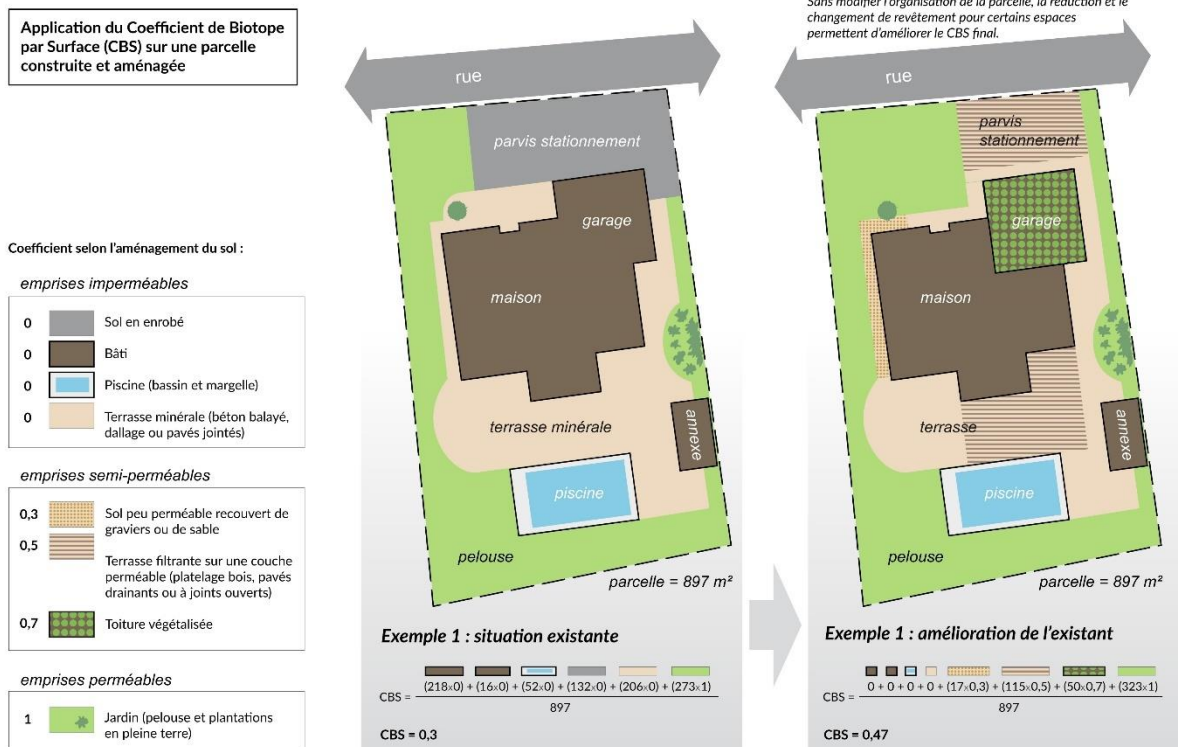 Application du Coefficient de Biotope
par Surface (CBS) sur une parcelle
construite et aménagée
Coefficient selon l'aménagement du sol :
emprises imperméables
0 Sol en enrobé
0 Bâti
0 Piscine (bassin et margelle)
0 Terrasse minérale (béton balayé,
dallage ou pavés jointés)
emprises semi-perméables
0,3 Sol peu perméable recouvert de
graviers ou de sable
0,5 Terrasse filtrante sur une couche
perméable (platelage bois, pavés
drainants ou à joints ouverts)
0,7 Toiture végétalisée
emprises perméables
1 Jardin (pelouse et plantations
en pleine terre)
rue
parvis stationnement
garage
maison
terrasse minérale
annexe
piscine
pelouse
parcelle = 897 m²
Exemple 1 : situation existante
(218x0) + (16x0) + (52x0) + (132x0) + (206x0) + (273x1)
CBS =
897
CBS = 0,3
Sans modifier l'organisation de la parcelle, la réduction et le
changement de revêtement pour certains espaces
permettent d'améliorer le CBS final.
rue
parvis
stationnement
garage
maison
terrasse
annexe
piscine
pelouse
parcelle = 897 m²
Exemple 1 : amélioration de l'existant
0 + 0 + 0 + 0 + (17x0,3) + (115x0,5) + (50x0,7) + (323x1)
CBS =
897
CBS = 0,47